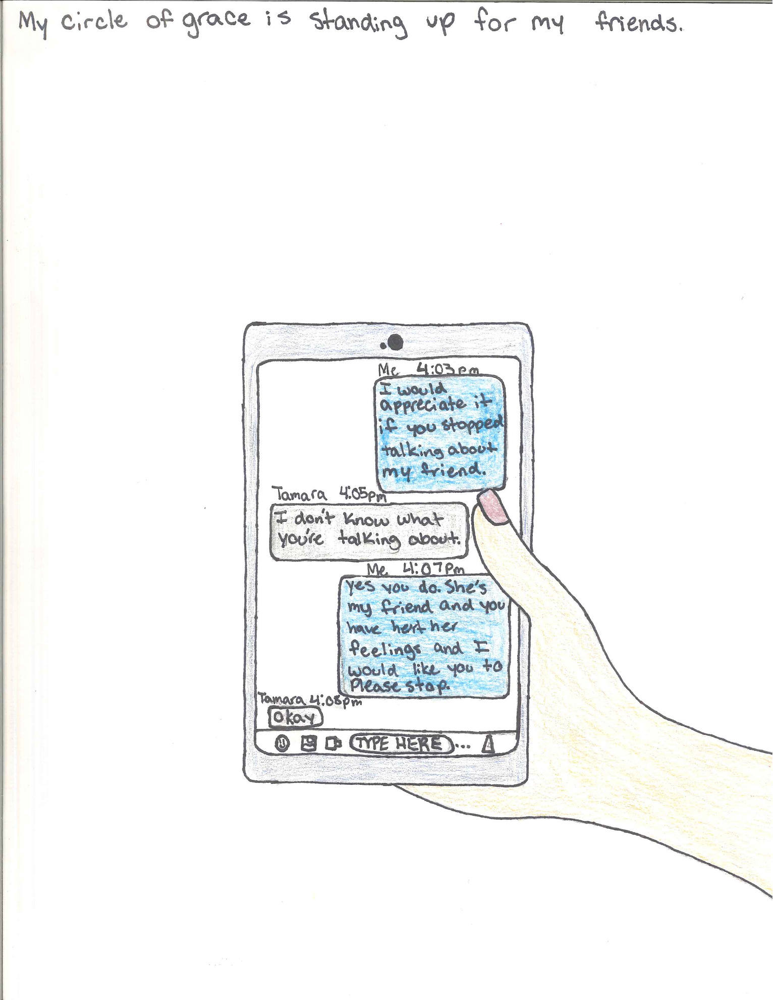 My circle of grace is standing up for my friends.
Me 4:03pm
I would
appreciate it
if you stopped
talking about
my friend.
Tamara 4:05pm
I don't know what
you're talking about.
Me 4:07Pm
yes you do. She's
my friend and you
have hert her
feelings and I
would like you to
Please stop.
Tamara 4:08pm
Okay
TYPE HERE ...